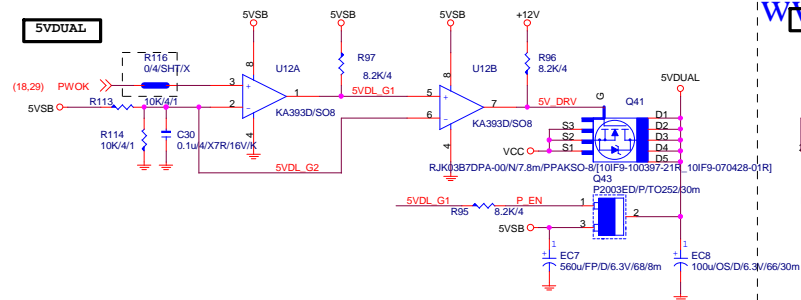 5VDUAL
5VSB
5VSB
5VSB
+12V
R116
0/4/SHT/X
U12A
R97
8.2K/4
U12B
R96
8.2K/4
5VDUAL
(18,29) PWOK
3
8
1
5VDL_G1
5
8
7
5V_DRV
G
Q41
5VSB
R113
10K/4/1
2
4
KA393D/SO8
6
4
KA393D/SO8
S3
S2
S1
D1
D2
D3
D4
D5
R114
10K/4/1
C30
0.1u/4/X7R/16V/K
5VDL_G2
VCC
RJK03B7DPA-00/N/7.8m/PPAKSO-8/[10IF9-100397-21R_10IF9-070428-01R]
Q43
P2003ED/P/TO252/30m
5VDL_G1
R95
8.2K/4
P_EN
1
2
3
5VSB
1
EC7
560u/FP/D/6.3V/68/8m
1
EC8
100u/OS/D/6.3V/66/30m